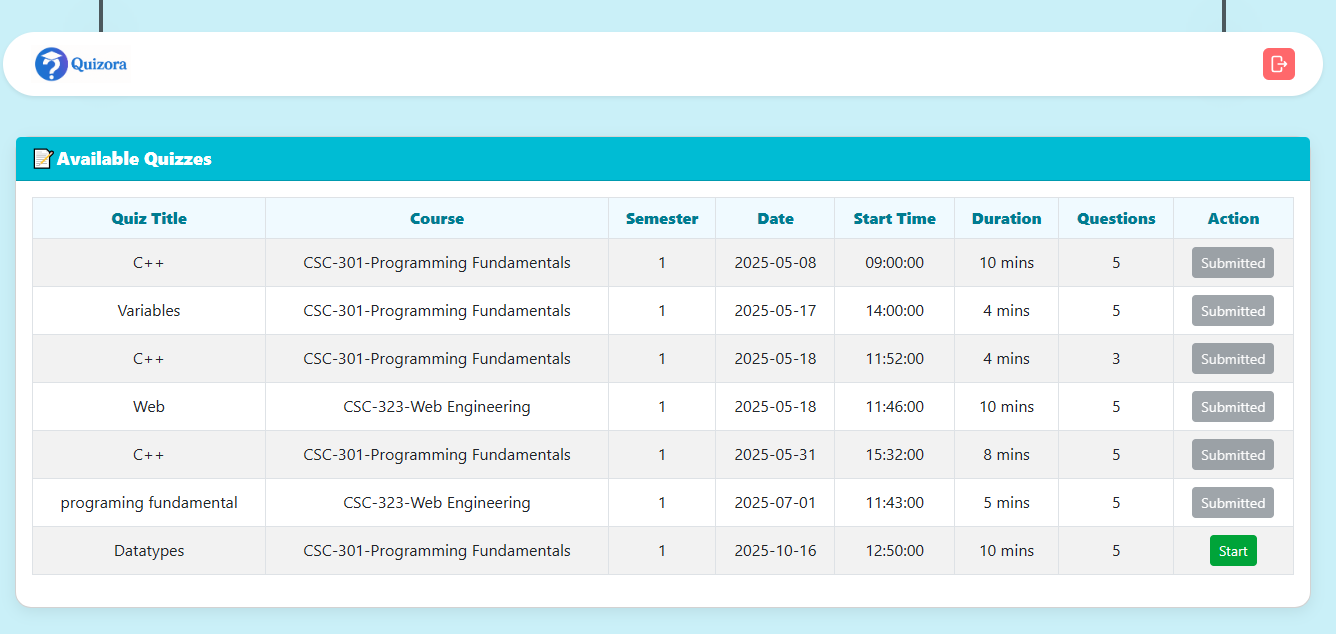 Quizora
📝 Available Quizzes
Quiz Title Course Semester Date Start Time Duration Questions Action
C++ CSC-301-Programming Fundamentals 1 2025-05-08 09:00:00 10 mins 5 Submitted
Variables CSC-301-Programming Fundamentals 1 2025-05-17 14:00:00 4 mins 5 Submitted
C++ CSC-301-Programming Fundamentals 1 2025-05-18 11:52:00 4 mins 3 Submitted
Web CSC-323-Web Engineering 1 2025-05-18 11:46:00 10 mins 5 Submitted
C++ CSC-301-Programming Fundamentals 1 2025-05-31 15:32:00 8 mins 5 Submitted
programing fundamental CSC-323-Web Engineering 1 2025-07-01 11:43:00 5 mins 5 Submitted
Datatypes CSC-301-Programming Fundamentals 1 2025-10-16 12:50:00 10 mins 5 Start